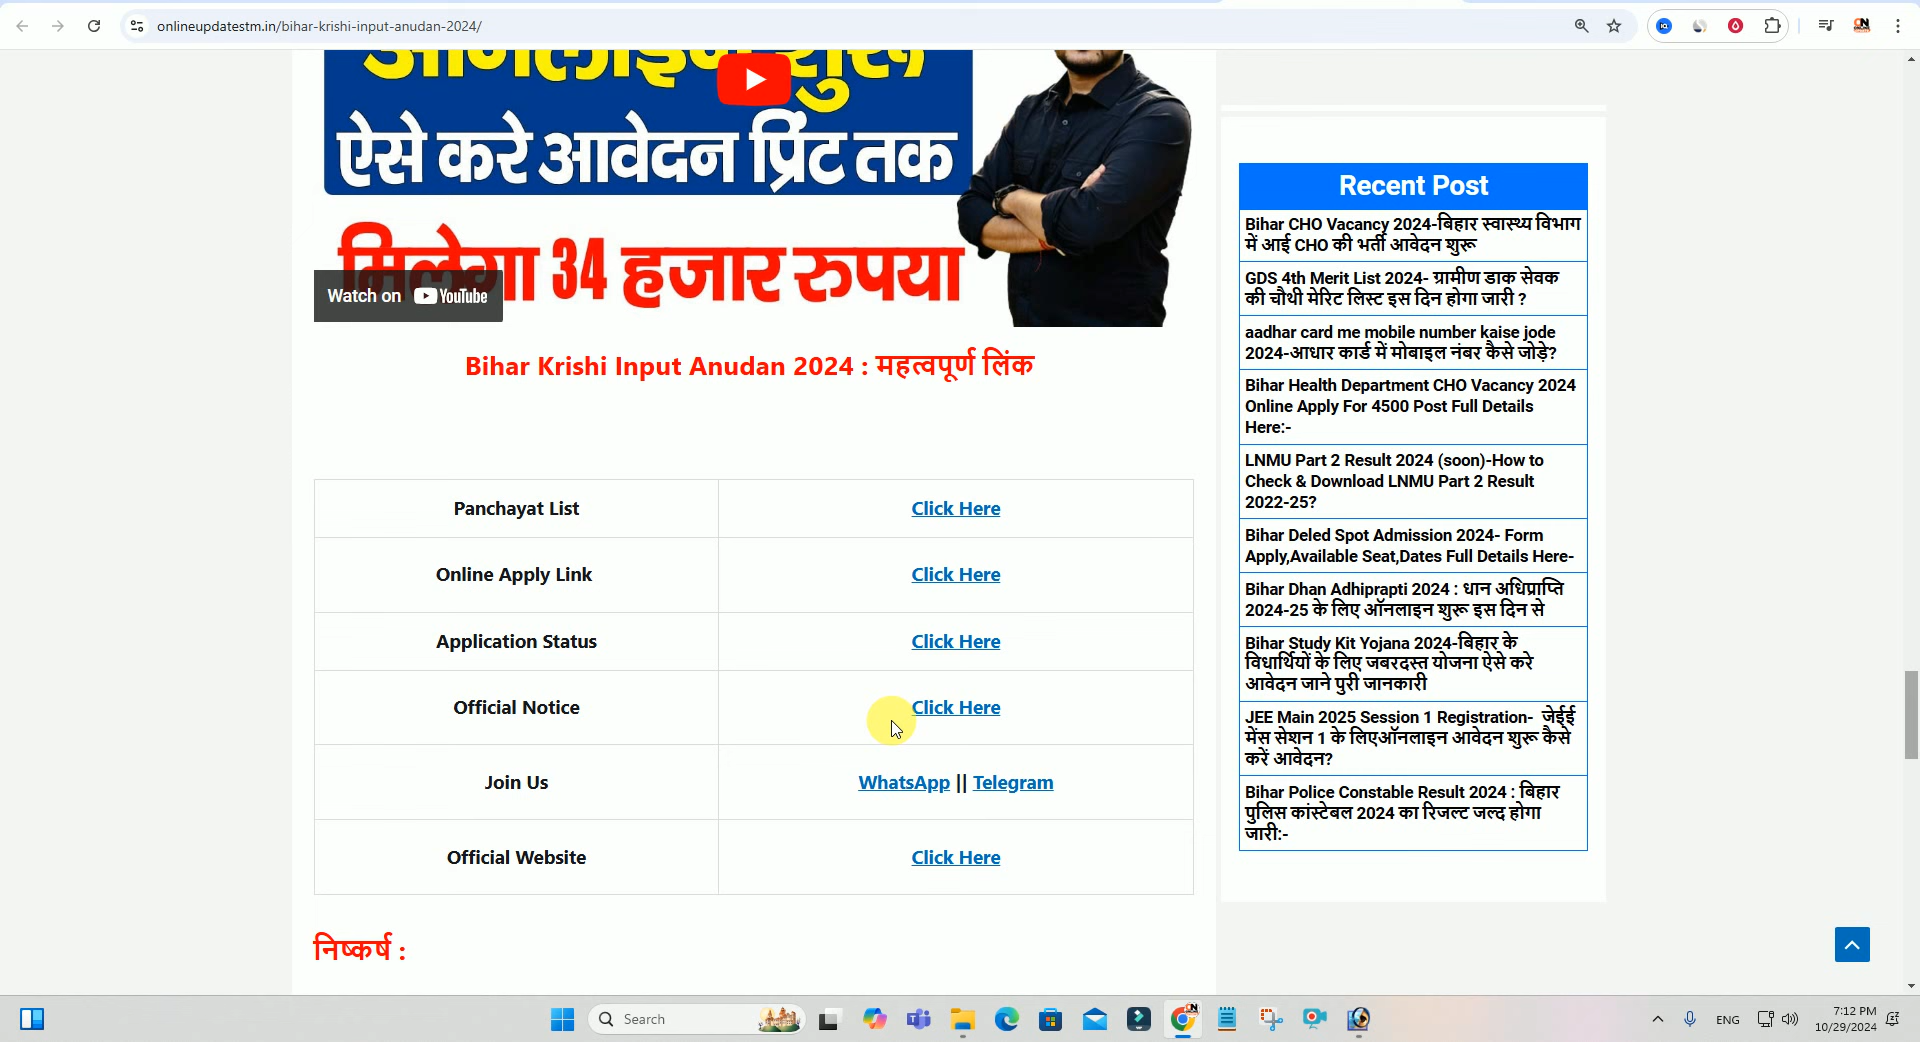 onlineupdatestm.in/bihar-krishi-input-anudan-2024/
ऑनलाइन शुरू
ऐसे करे आवेदन प्रिंट तक
मिलेगा 34 हजार रुपया
Watch on YouTube
Bihar Krishi Input Anudan 2024 : महत्वपूर्ण लिंक
Panchayat List Click Here
Online Apply Link Click Here
Application Status Click Here
Official Notice Click Here
Join Us WhatsApp || Telegram
Official Website Click Here
निष्कर्ष :
Recent Post
Bihar CHO Vacancy 2024-बिहार स्वास्थ्य विभाग
में आई CHO की भर्ती आवेदन शुरू
GDS 4th Merit List 2024- ग्रामीण डाक सेवक
की चौथी मेरिट लिस्ट इस दिन होगा जारी ?
aadhar card me mobile number kaise jode
2024-आधार कार्ड में मोबाइल नंबर कैसे जोड़े?
Bihar Health Department CHO Vacancy 2024
Online Apply For 4500 Post Full Details
Here:-
LNMU Part 2 Result 2024 (soon)-How to
Check & Download LNMU Part 2 Result
2022-25?
Bihar Deled Spot Admission 2024- Form
Apply,Available Seat,Dates Full Details Here-
Bihar Dhan Adhiprapti 2024 : धान अधिप्राप्ति
2024-25 के लिए ऑनलाइन शुरू इस दिन से
Bihar Study Kit Yojana 2024-बिहार के
विधार्थियों के लिए जबरदस्त योजना ऐसे करे
आवेदन जाने पुरी जानकारी
JEE Main 2025 Session 1 Registration- जेईई
मेंस सेशन 1 के लिएऑनलाइन आवेदन शुरू कैसे
करें आवेदन?
Bihar Police Constable Result 2024 : बिहार
पुलिस कांस्टेबल 2024 का रिजल्ट जल्द होगा
जारी:-
Search
ENG
7:12 PM
10/29/2024